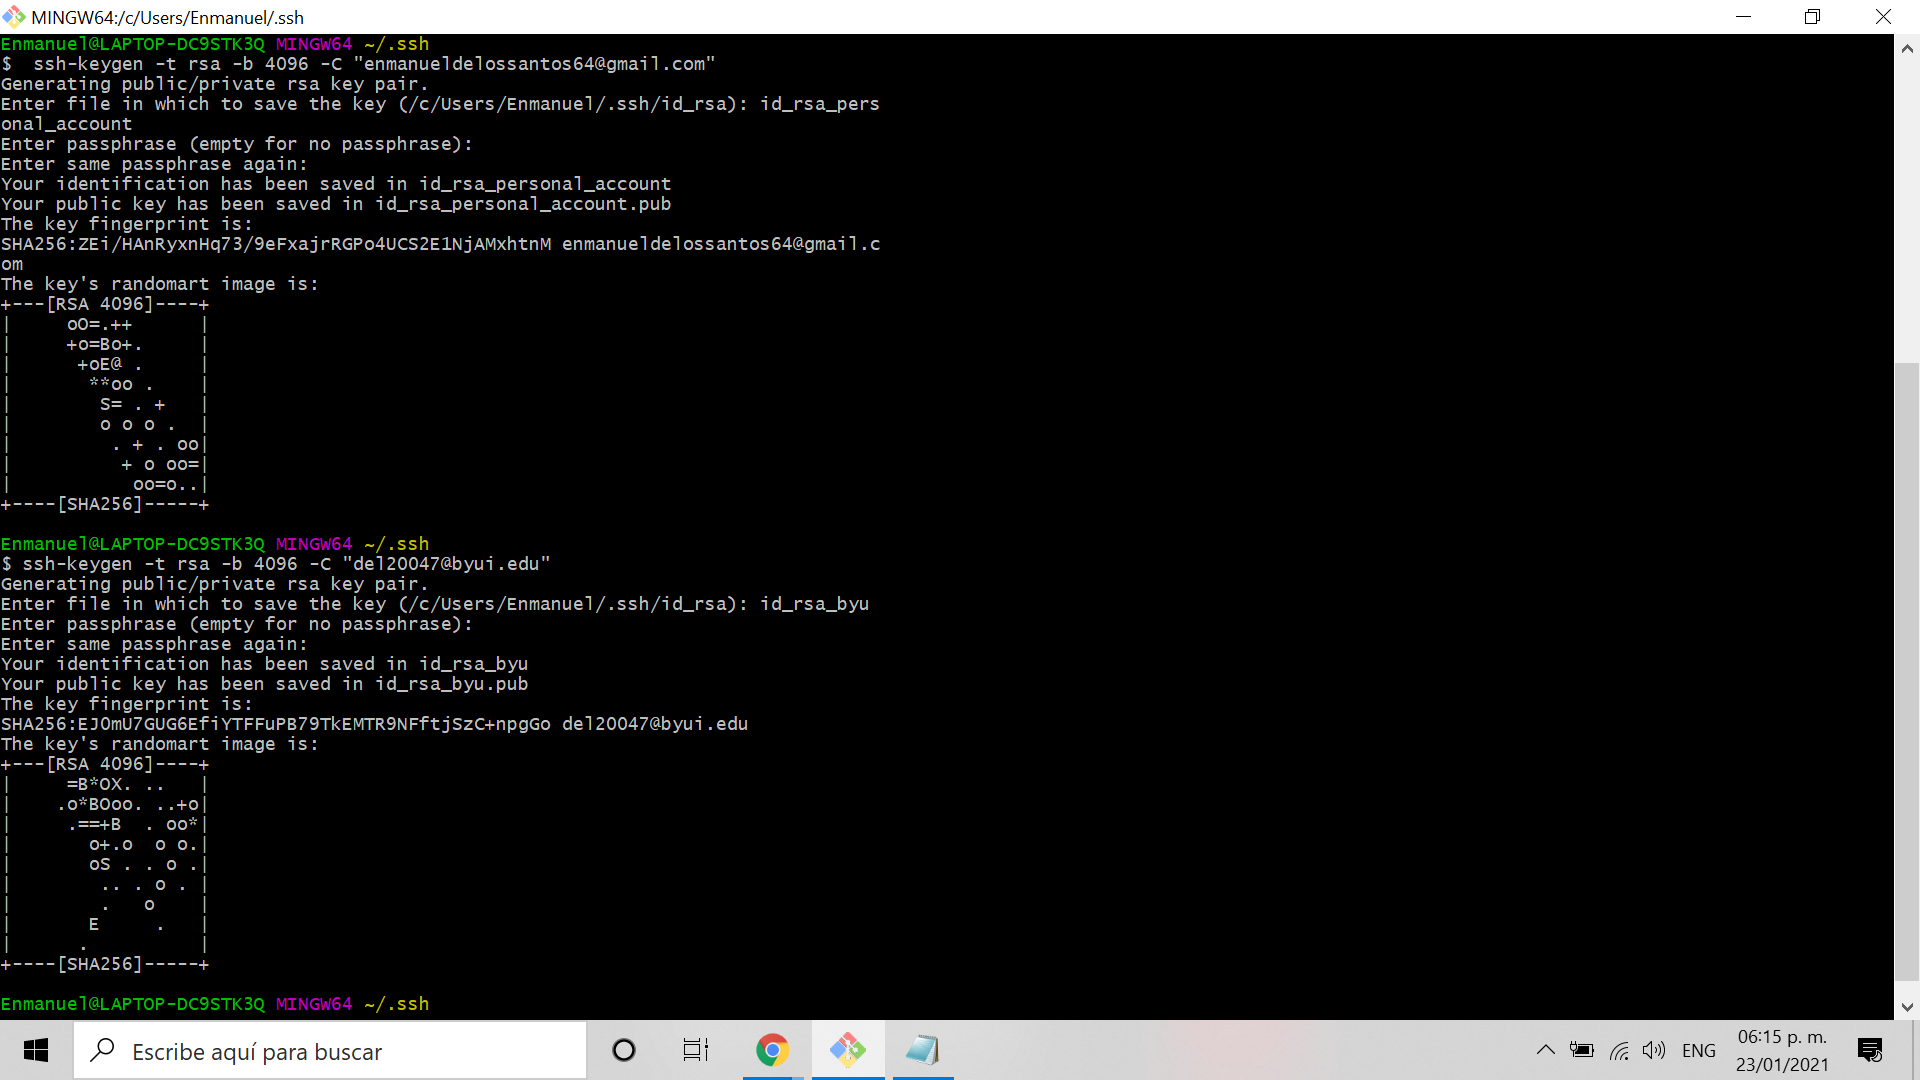 MINGW64:/c/Users/Enmanuel/.ssh
Enmanuel@LAPTOP-DC9STK3Q MINGW64 ~/.ssh
$  ssh-keygen -t rsa -b 4096 -C "enmanueldelossantos64@gmail.com"
Generating public/private rsa key pair.
Enter file in which to save the key (/c/Users/Enmanuel/.ssh/id_rsa): id_rsa_pers
onal_account
Enter passphrase (empty for no passphrase):
Enter same passphrase again:
Your identification has been saved in id_rsa_personal_account
Your public key has been saved in id_rsa_personal_account.pub
The key fingerprint is:
SHA256:ZEi/HAnRyxnHq73/9eFxajrRGPo4UCS2E1NjAMxhtnM enmanueldelossantos64@gmail.c
om
The key's randomart image is:
+---[RSA 4096]----+
|     oO=.++      |
|     +o=Bo+.     |
|      +oE@ .     |
|       **oo .    |
|        S= . +   |
|        o o o .  |
|         . + . oo|
|          + o oo=|
|           oo=o..|
+----[SHA256]-----+
Enmanuel@LAPTOP-DC9STK3Q MINGW64 ~/.ssh
$ ssh-keygen -t rsa -b 4096 -C "del20047@byui.edu"
Generating public/private rsa key pair.
Enter file in which to save the key (/c/Users/Enmanuel/.ssh/id_rsa): id_rsa_byu
Enter passphrase (empty for no passphrase):
Enter same passphrase again:
Your identification has been saved in id_rsa_byu
Your public key has been saved in id_rsa_byu.pub
The key fingerprint is:
SHA256:EJ0mU7GUG6EfiYTFFuPB79TkEMTR9NFftjSzC+npgGo del20047@byui.edu
The key's randomart image is:
+---[RSA 4096]----+
|     =B*OX. ..   |
|    .o*BOoo. ..+o|
|     .==+B  . oo*|
|       o+.o  o o.|
|       oS . . o .|
|        .. . o . |
|        .   o    |
|       E     .   |
|      .          |
+----[SHA256]-----+
Enmanuel@LAPTOP-DC9STK3Q MINGW64 ~/.ssh
Escribe aquí para buscar
ENG
06:15 p. m.
23/01/2021